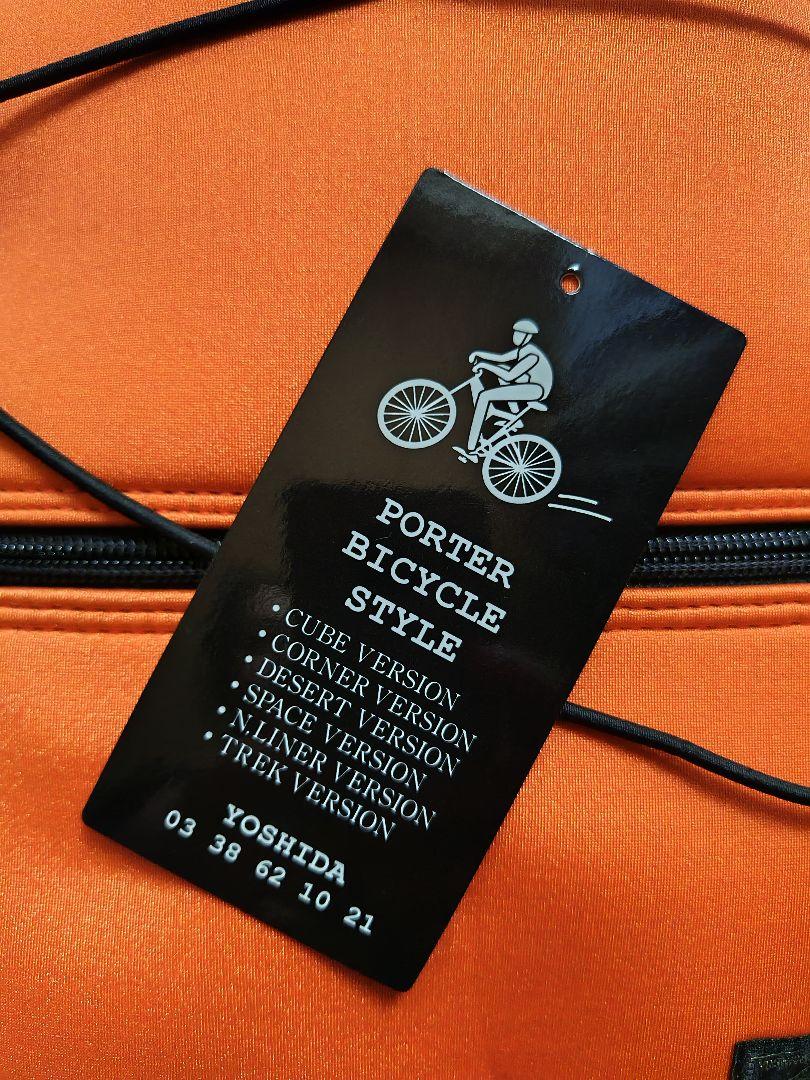 PORTER
BICYCLE
STYLE
• CUBE VERSION
• CORNER VERSION
• DESERT VERSION
• SPACE VERSION
• N.LINER VERSION
• TREK VERSION
YOSHIDA
03 38 62 10 21